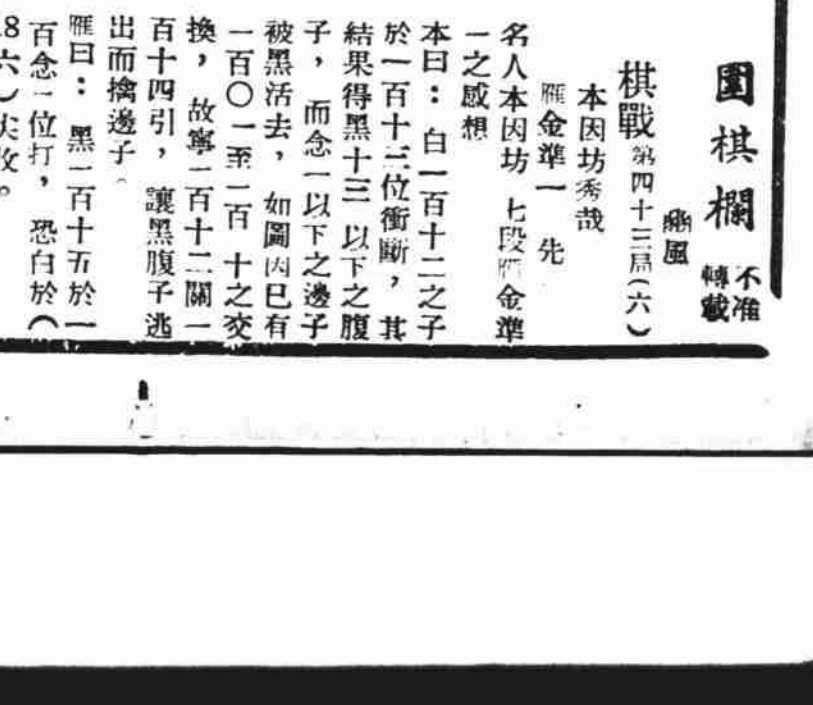 圍棋欄
不准
轉載
幽風
棋戰 第四十三局(六)
本因坊秀哉
雁金準一 先
名人本因坊 七段雁金準
一之感想
本曰：白一百十二之子
於一百十三位衝斷，其
結果得黑十三 以下之腹
子，而念一以下之邊子
被黑活去，如圖因已有
一百〇一至一百 十之交
換，故寧一百十二關一
百十四引，讓黑腹子逃
出而擒邊子。
雁曰：黑一百十五於一
百念一位打，恐白於（
18六）尖收。